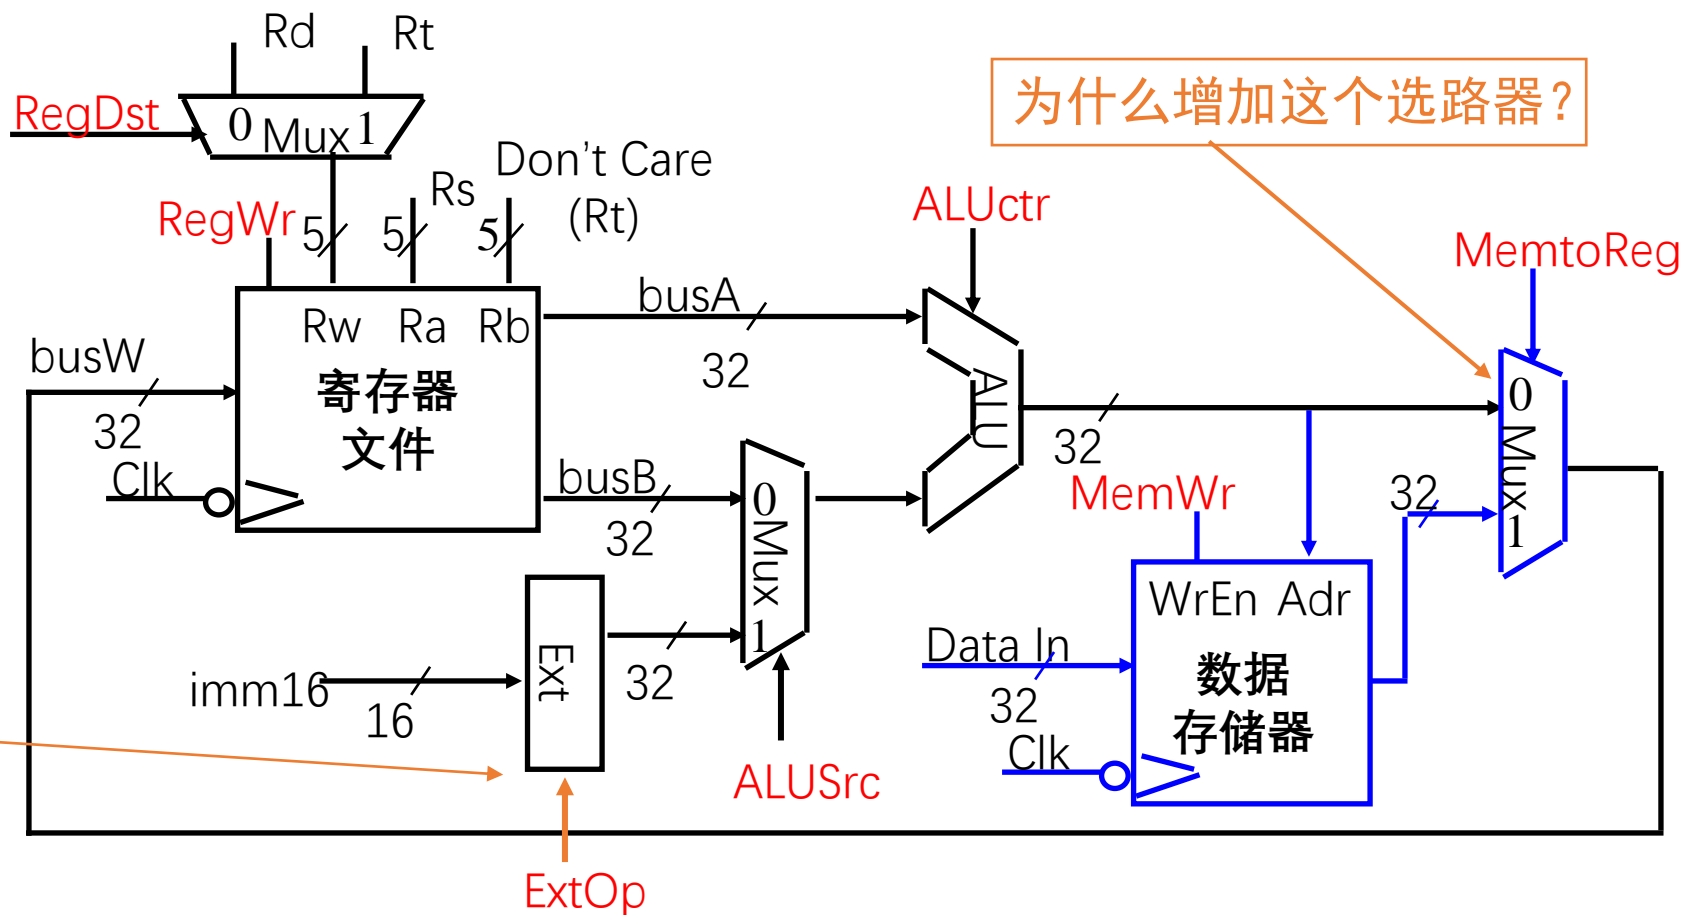 Rd
Rt
为什么增加这个选路器?
RegDst
0
Mux
1
Don't Care
(Rt)
Rs
RegWr
5
5
5
ALUctr
MemtoReg
busW
32
Rw
Ra
Rb
寄存器
文件
Clk
busA
32
ALU
32
0
Mux
1
32
busB
32
0
Mux
1
MemWr
WrEn
Adr
Data In
32
数据
存储器
Clk
imm16
16
Ext
32
ALUSrc
ExtOp